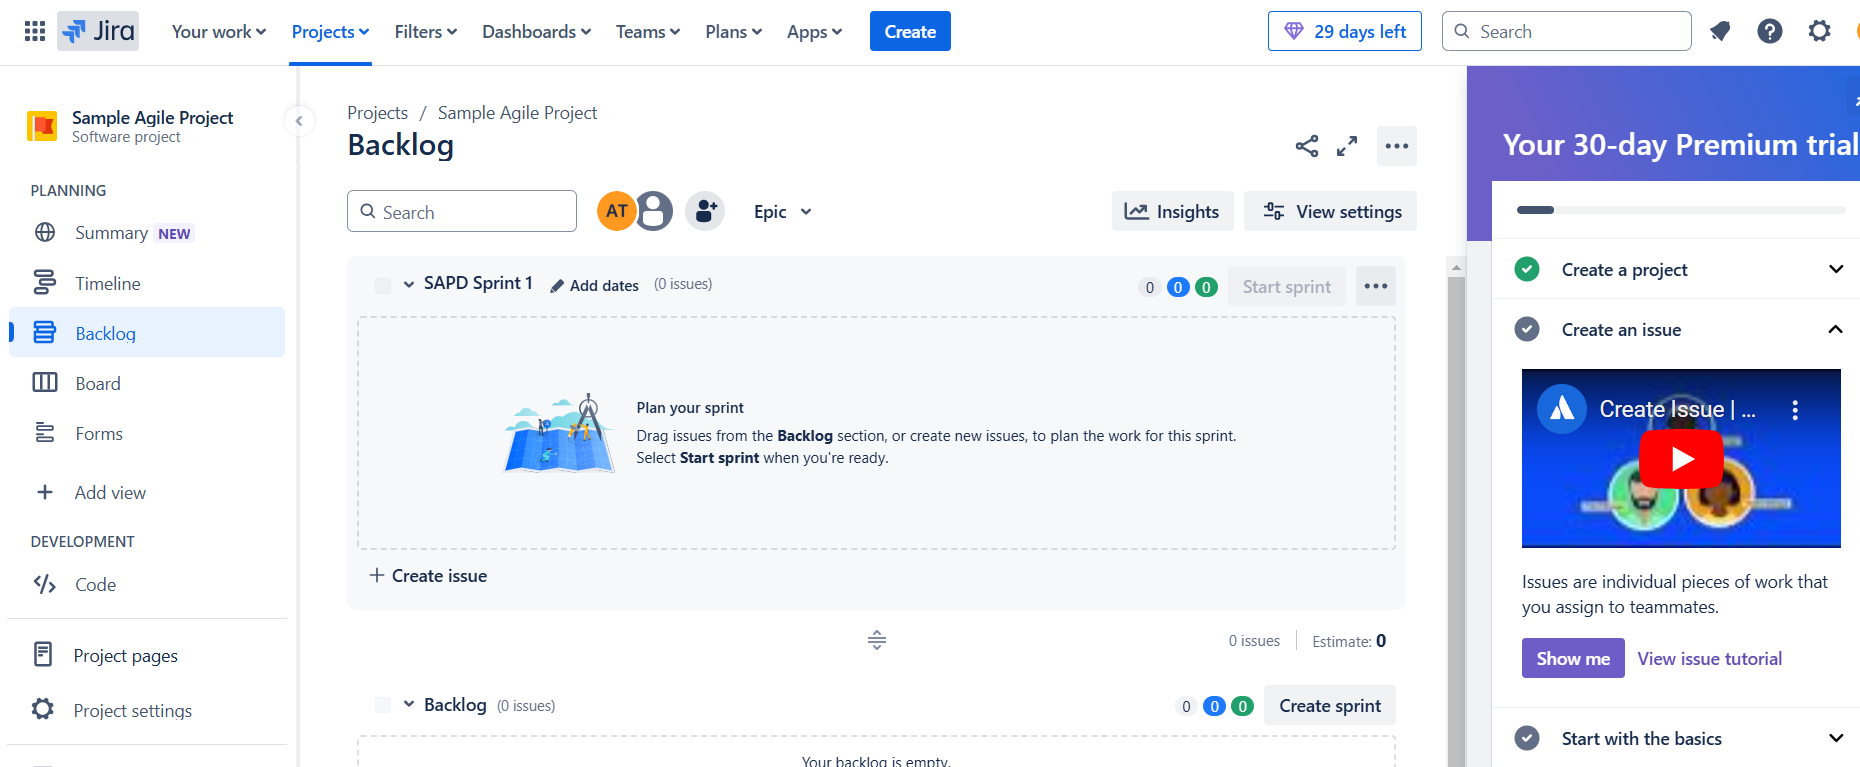 Jira
Your work
Projects
Filters
Dashboards
Teams
Plans
Apps
Create
29 days left
Search
Sample Agile Project
Software project
PLANNING
Summary NEW
Timeline
Backlog
Board
Forms
Add view
DEVELOPMENT
Code
Project pages
Project settings
Projects / Sample Agile Project
Backlog
Search
AT
Epic
Insights
View settings
SAPD Sprint 1 Add dates (0 issues)
0 0 0 Start sprint
Plan your sprint
Drag issues from the Backlog section, or create new issues, to plan the work for this sprint.
Select Start sprint when you're ready.
+ Create issue
0 issues Estimate: 0
Backlog (0 issues)
0 0 0 Create sprint
Your backlog is empty.
Your 30-day Premium trial
Create a project
Create an issue
Create Issue | ...
Issues are individual pieces of work that
you assign to teammates.
Show me View issue tutorial
Start with the basics